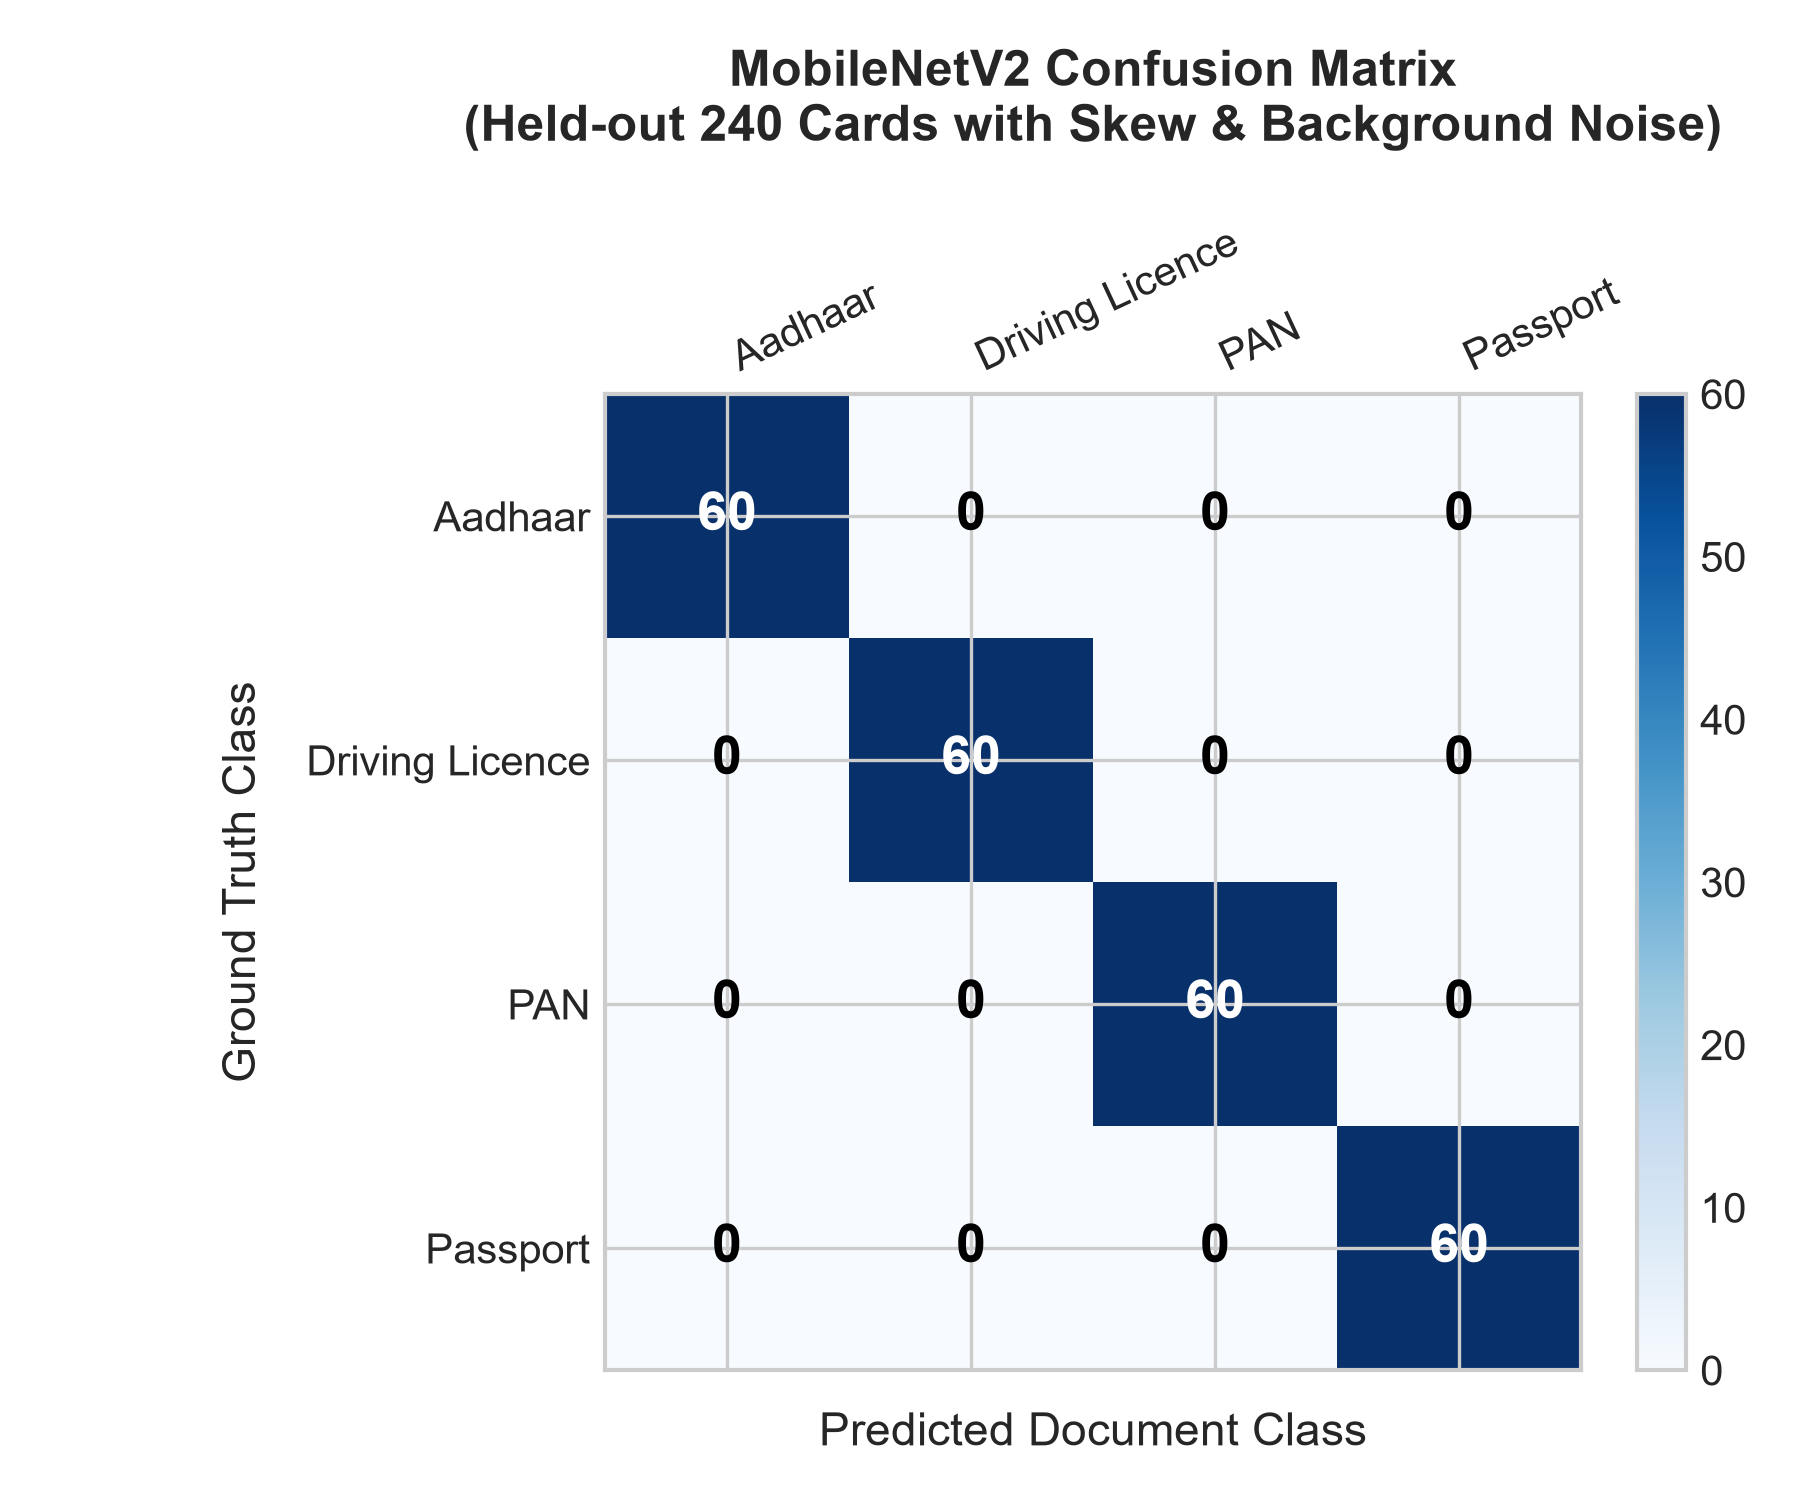 MobileNetV2 Confusion Matrix
(Held-out 240 Cards with Skew & Background Noise)
Aadhaar Driving Licence PAN Passport
Ground Truth Class
Aadhaar 60 0 0 0
Driving Licence 0 60 0 0
PAN 0 0 60 0
Passport 0 0 0 60
Predicted Document Class
60
50
40
30
20
10
0